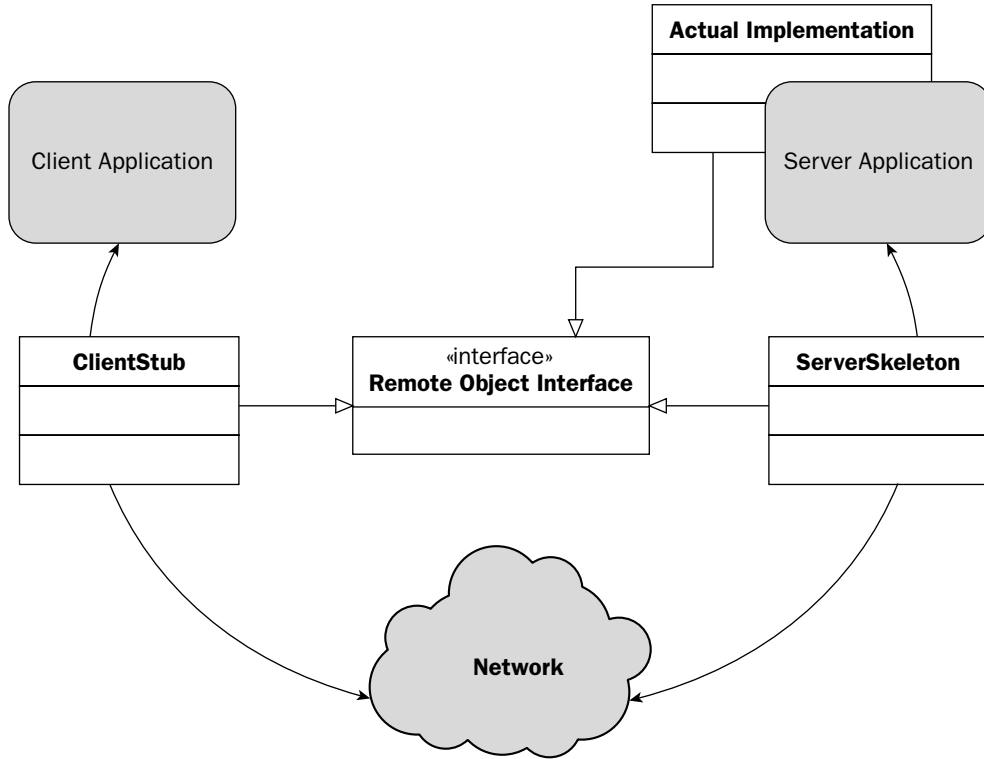 Actual Implementation
Client Application
Server Application
ClientStub
«interface»
Remote Object Interface
ServerSkeleton
Network